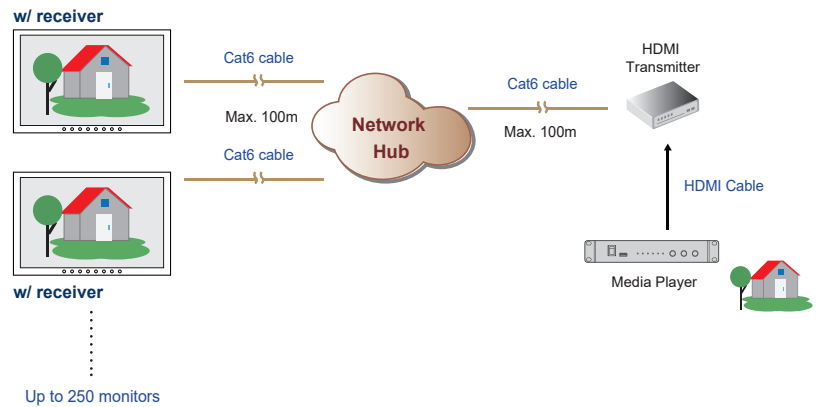 w/ receiver
Cat6 cable
Max. 100m
Cat6 cable
Network
Hub
Cat6 cable
Max. 100m
HDMI
Transmitter
HDMI Cable
Media Player
w/ receiver
Up to 250 monitors